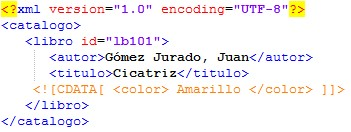 <?xml version="1.0" encoding="UTF-8"?>
<catalogo>
<libro id="lb101">
<autor>Gómez Jurado, Juan</autor>
<titulo>Cicatriz</titulo>
<![CDATA[ <color> Amarillo </color> ]]>
</libro>
</catalogo>